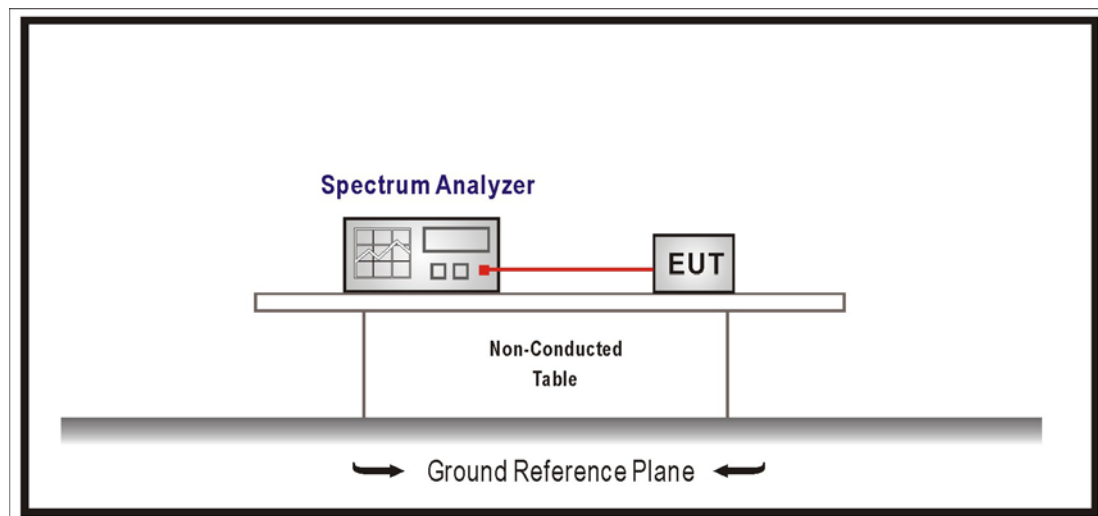 Spectrum Analyzer
EUT
Non-Conducted
Table
Ground Reference Plane